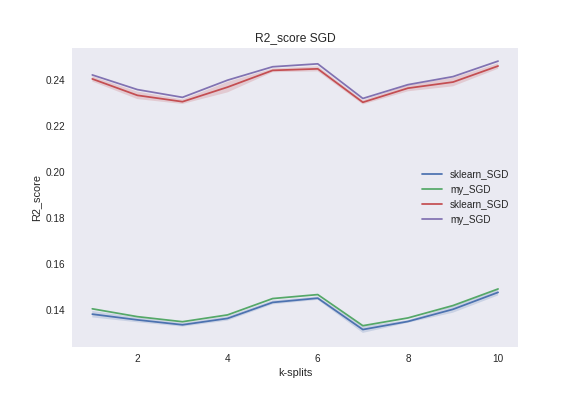 R2_score SGD
0.24
0.22
0.20
0.18
0.16
0.14
R2_score
sklearn_SGD
my_SGD
sklearn_SGD
my_SGD
2
4
6
8
10
k-splits